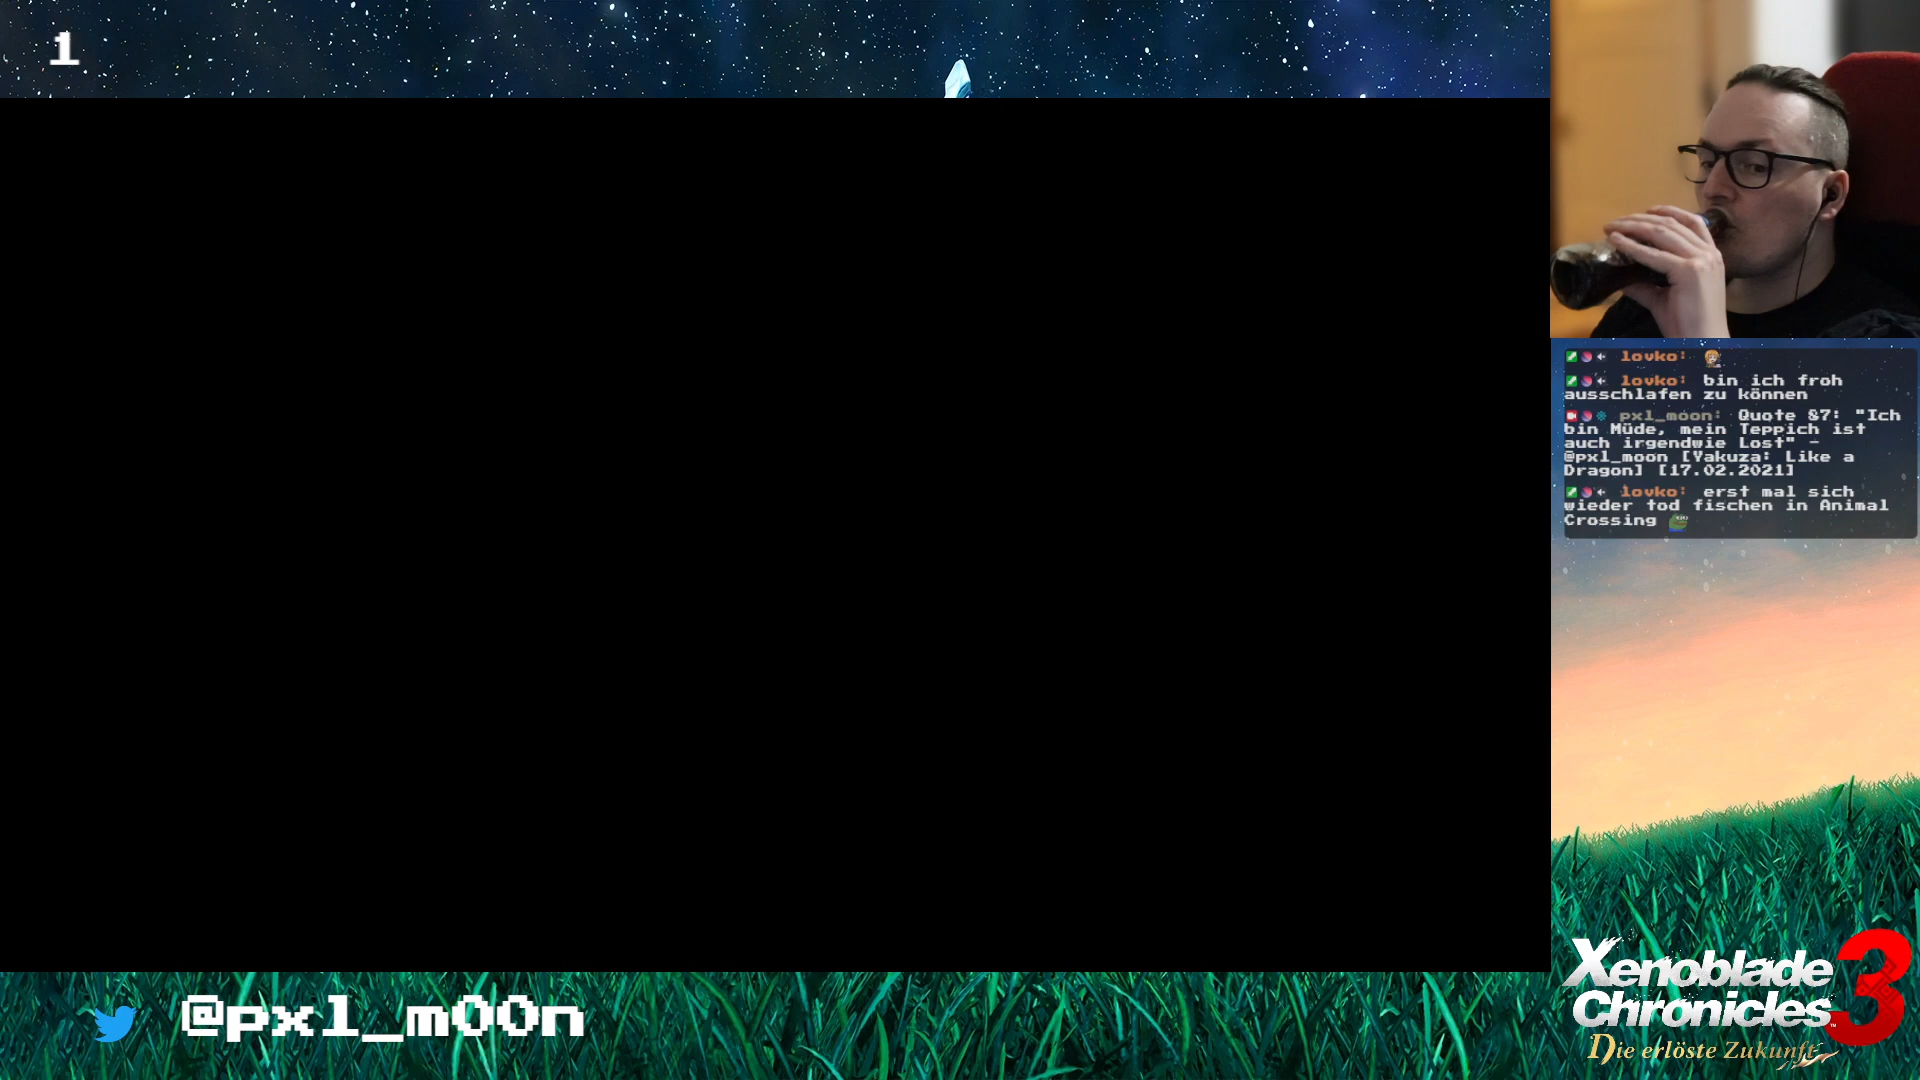 1
lovko:
lovko: bin ich froh
ausschlafen zu können
pxl_moon: Quote 87: "Ich
bin Müde, mein Teppich ist
auch irgendwie Lost" -
@pxl_moon [Yakuza: Like a
Dragon] [17.02.2021]
lovko: erst mal sich
wieder tod fischen in Animal
Crossing
@pxl_m00n
Xenoblade
Chronicles 3
Die erlöste Zukunft